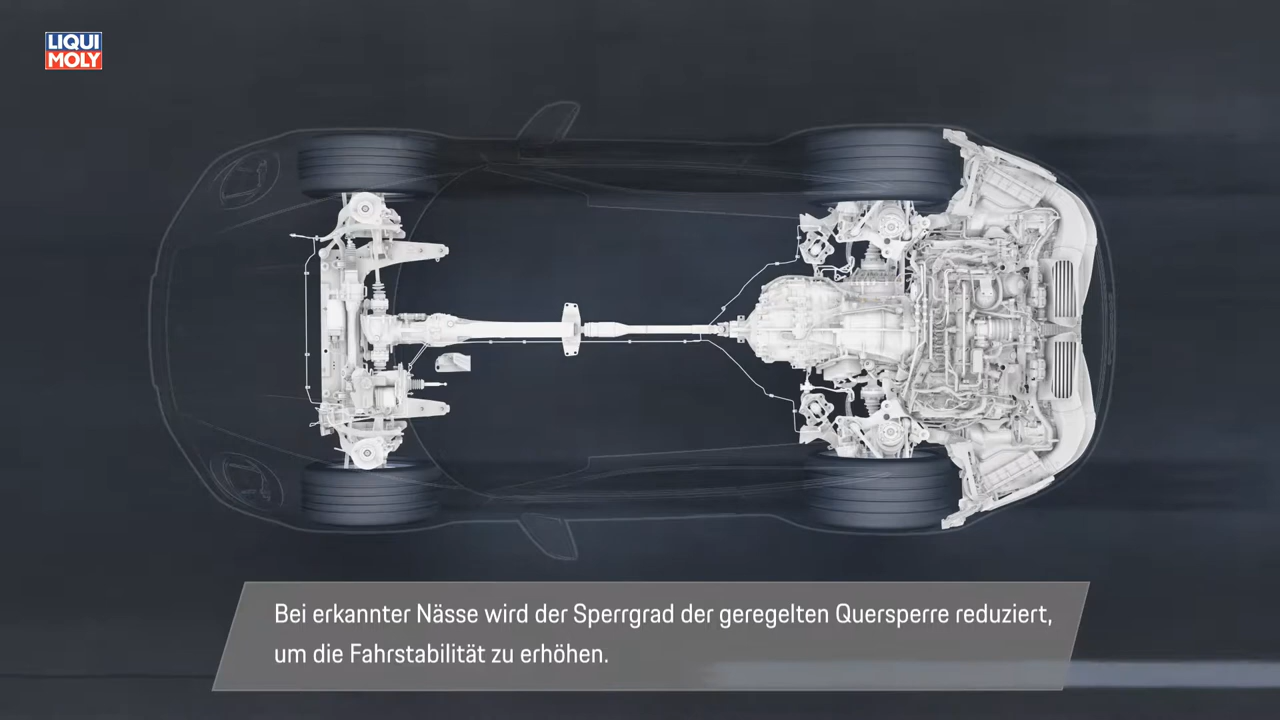 LIQUI
MOLY
Bei erkannter Nässe wird der Sperrgrad der geregelten Quersperre reduziert,
um die Fahrstabilität zu erhöhen.